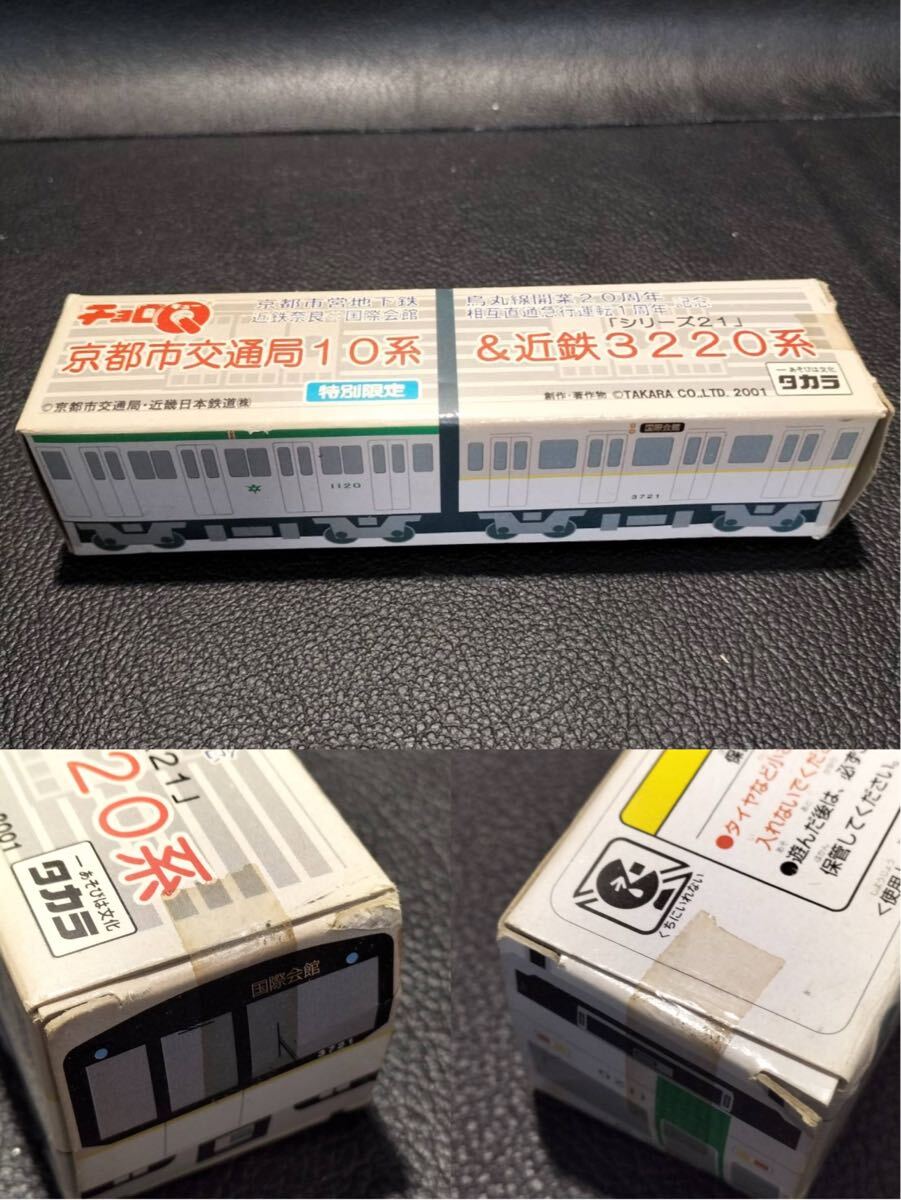 チョロQ
京都市営地下鉄 烏丸線開業20周年 記念
近鉄奈良⇔国際会館 相互直通急行運転1周年
「シリーズ21」
京都市交通局10系 &近鉄3220系
特別限定
©京都市交通局・近畿日本鉄道㈱
創作・著作物 ©TAKARA CO.,LTD. 2001
ーあそびは文化
タカラ
1120
国際会館
3721
21」
20系
2001
ーあそびは文化
タカラ
国際会館
3721
●タイヤなど小
入れないでくだ
●遊んだ後は、必ず
保管してください。
くちにいれない
しようじょう
<使用